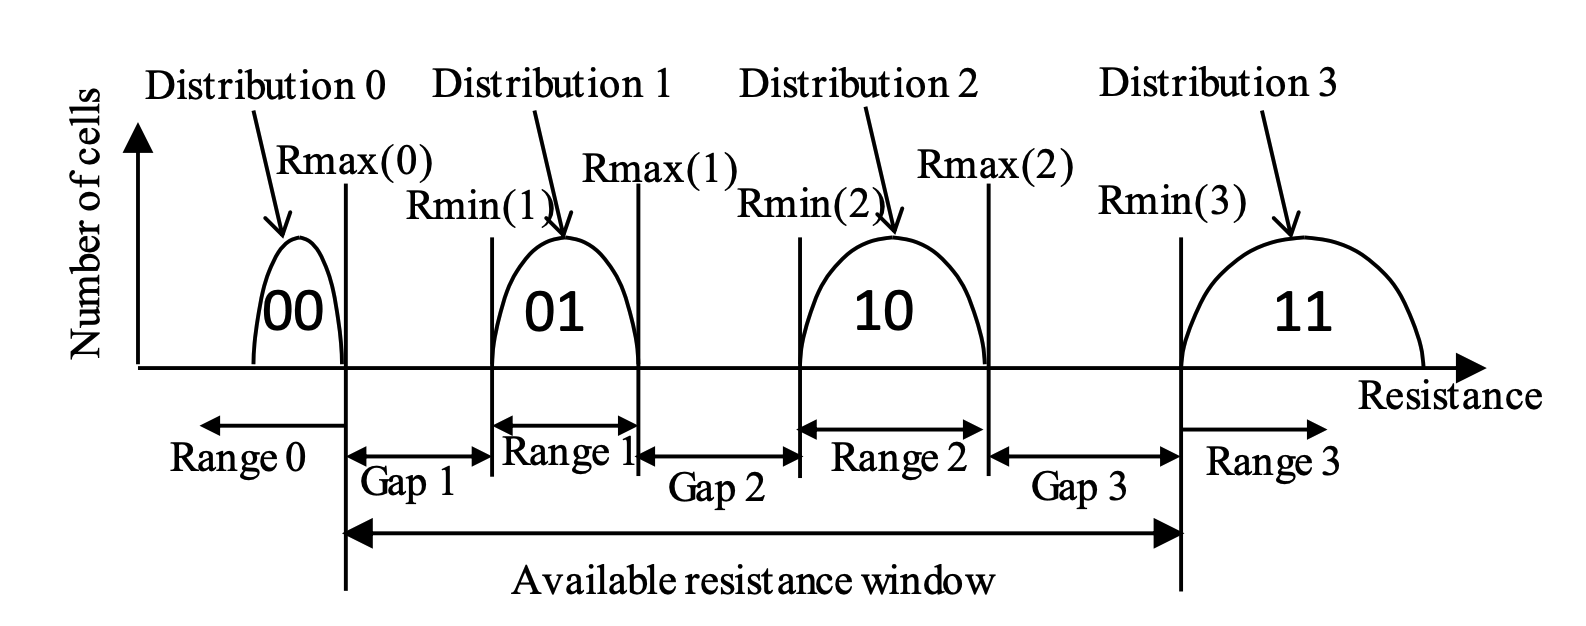 Distribution 0
Distribution 1
Distribution 2
Distribution 3
Number of cells
Rmax(0)
Rmin(1)
Rmax(1)
Rmin(2)
Rmax(2)
Rmin(3)
00
01
10
11
Resistance
Range 0
Gap 1
Range 1
Gap 2
Range 2
Gap 3
Range 3
Available resistance window